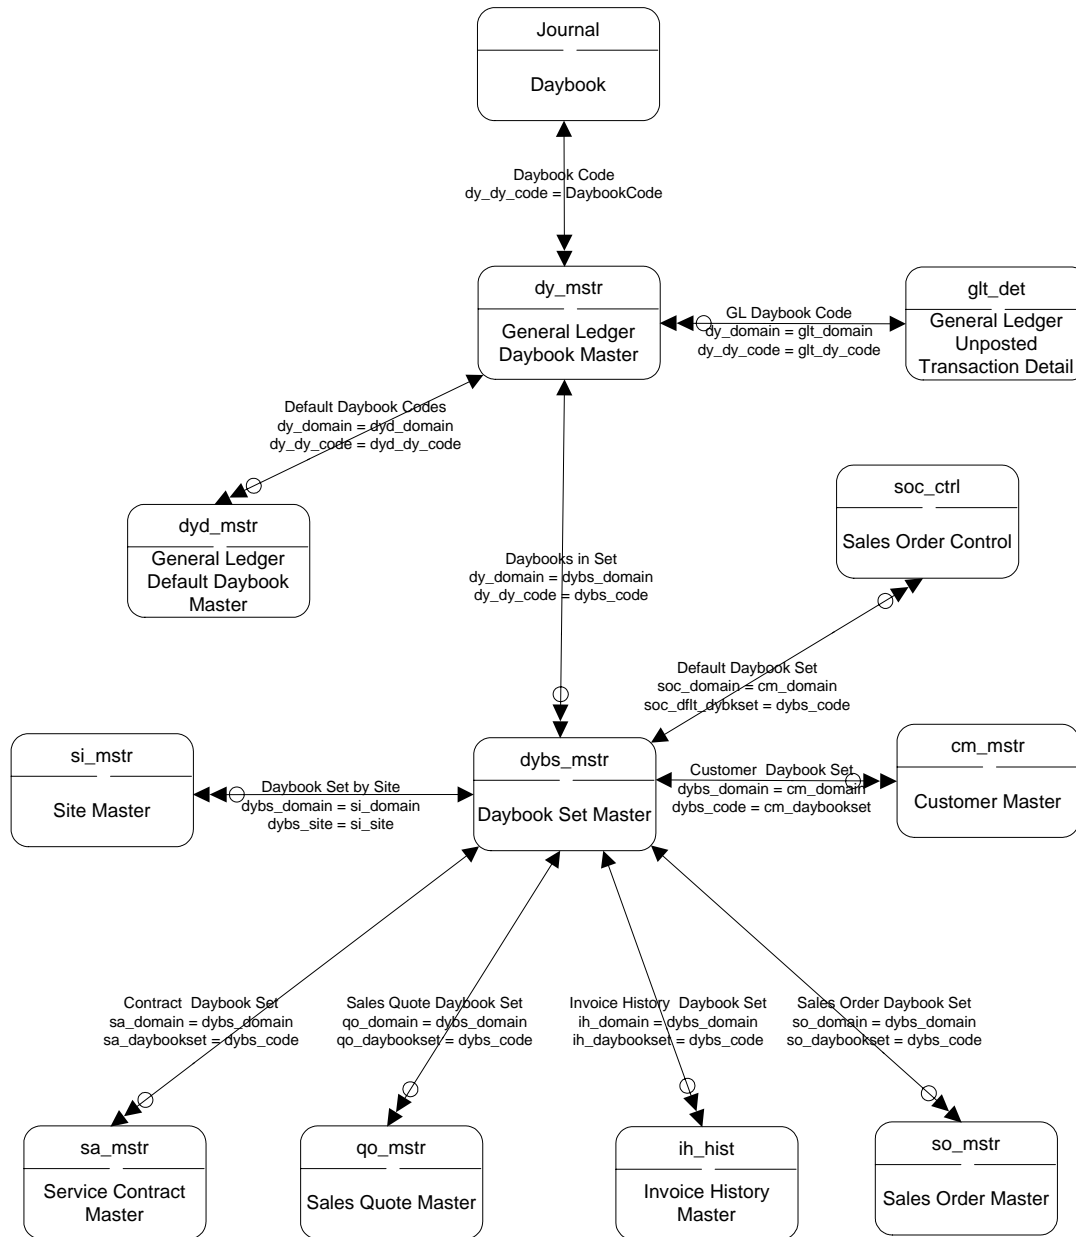 Journal
Daybook
Daybook Code
dy_dy_code = DaybookCode
dy_mstr
General Ledger
Daybook Master
GL Daybook Code
dy_domain = glt_domain
dy_dy_code = glt_dy_code
glt_det
General Ledger
Unposted
Transaction Detail
Default Daybook Codes
dy_domain = dyd_domain
dy_dy_code = dyd_dy_code
dyd_mstr
General Ledger
Default Daybook
Master
Daybooks in Set
dy_domain = dybs_domain
dy_dy_code = dybs_code
soc_ctrl
Sales Order Control
Default Daybook Set
soc_domain = cm_domain
soc_dflt_dybkset = dybs_code
si_mstr
Site Master
Daybook Set by Site
dybs_domain = si_domain
dybs_site = si_site
dybs_mstr
Daybook Set Master
Customer Daybook Set
dybs_domain = cm_domain
dybs_code = cm_daybookset
cm_mstr
Customer Master
Contract Daybook Set
sa_domain = dybs_domain
sa_daybookset = dybs_code
Sales Quote Daybook Set
qo_domain = dybs_domain
qo_daybookset = dybs_code
Invoice History Daybook Set
ih_domain = dybs_domain
ih_daybookset = dybs_code
Sales Order Daybook Set
so_domain = dybs_domain
so_daybookset = dybs_code
sa_mstr
Service Contract
Master
qo_mstr
Sales Quote Master
ih_hist
Invoice History
Master
so_mstr
Sales Order Master